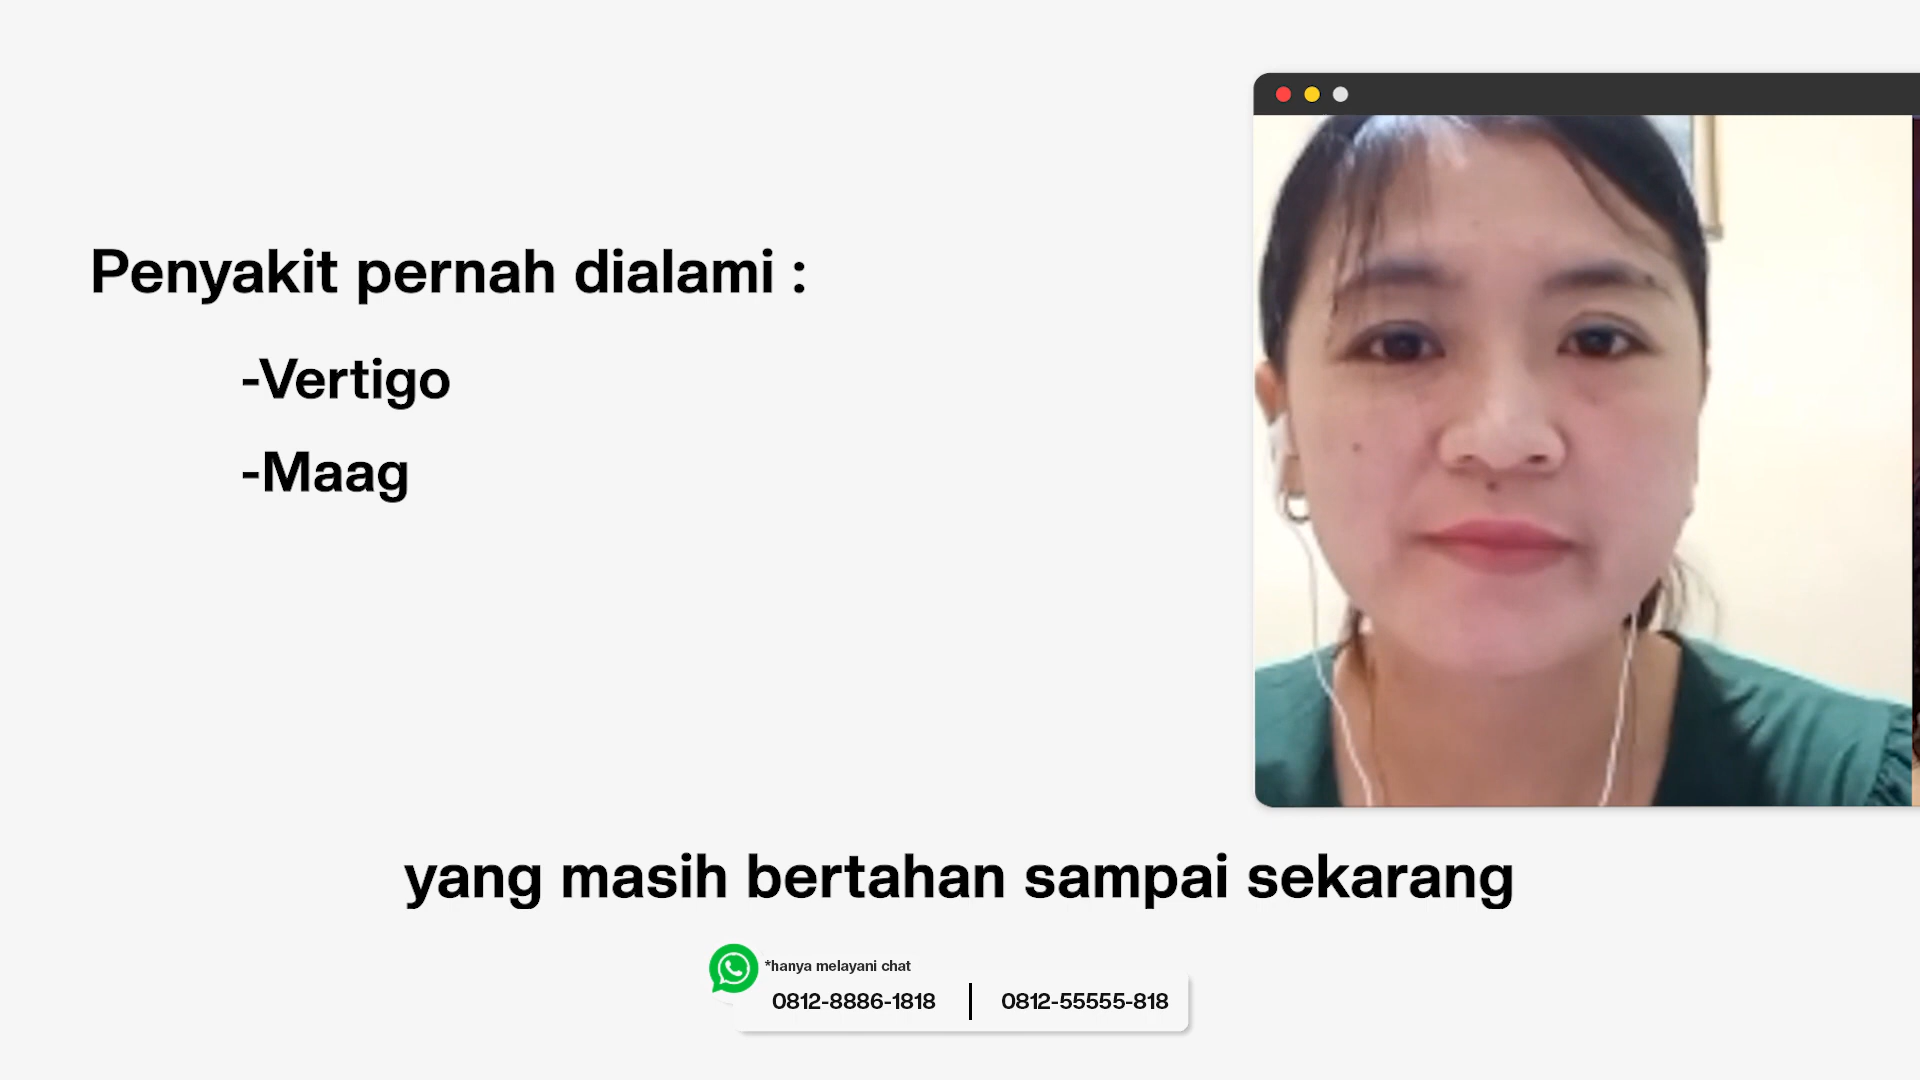 Penyakit pernah dialami :
-Vertigo
-Maag
yang masih bertahan sampai sekarang
*hanya melayani chat
0812-8886-1818 | 0812-55555-818